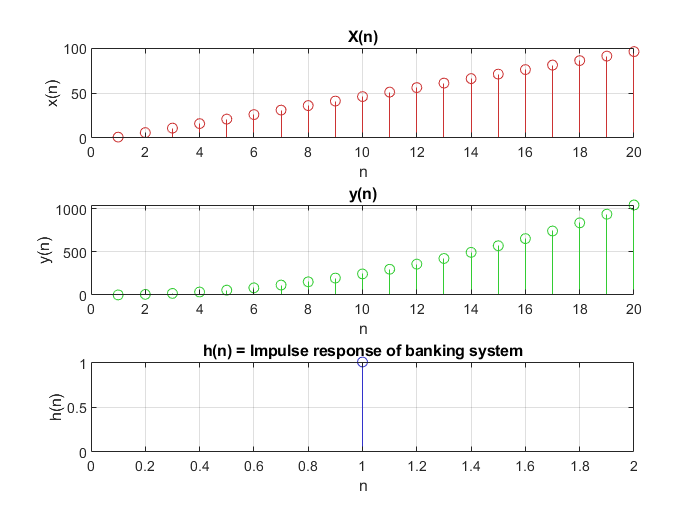 X(n)
100
50
0
x(n)
0 2 4 6 8 10 12 14 16 18 20
n
y(n)
1000
500
0
y(n)
0 2 4 6 8 10 12 14 16 18 20
n
h(n) = Impulse response of banking system
1
0.5
0
h(n)
0 0.2 0.4 0.6 0.8 1 1.2 1.4 1.6 1.8 2
n